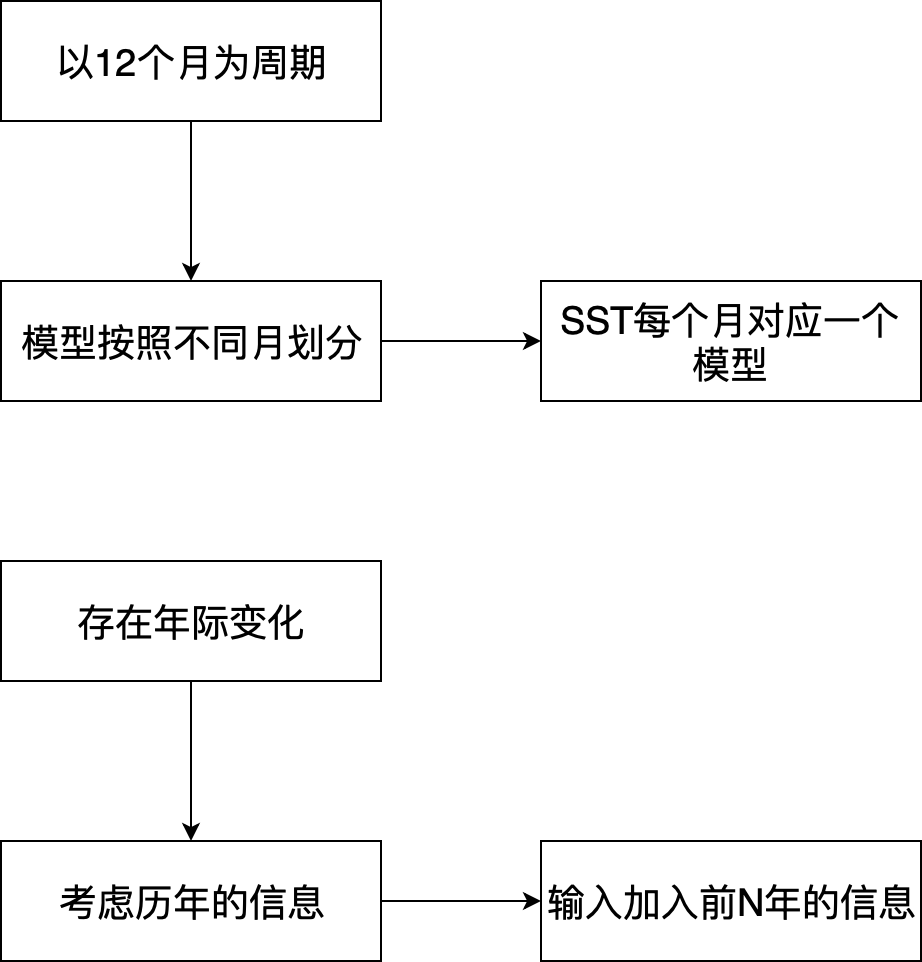 以12个月为周期
模型按照不同月划分
SST每个月对应一个
模型
存在年际变化
考虑历年的信息
输入加入前N年的信息